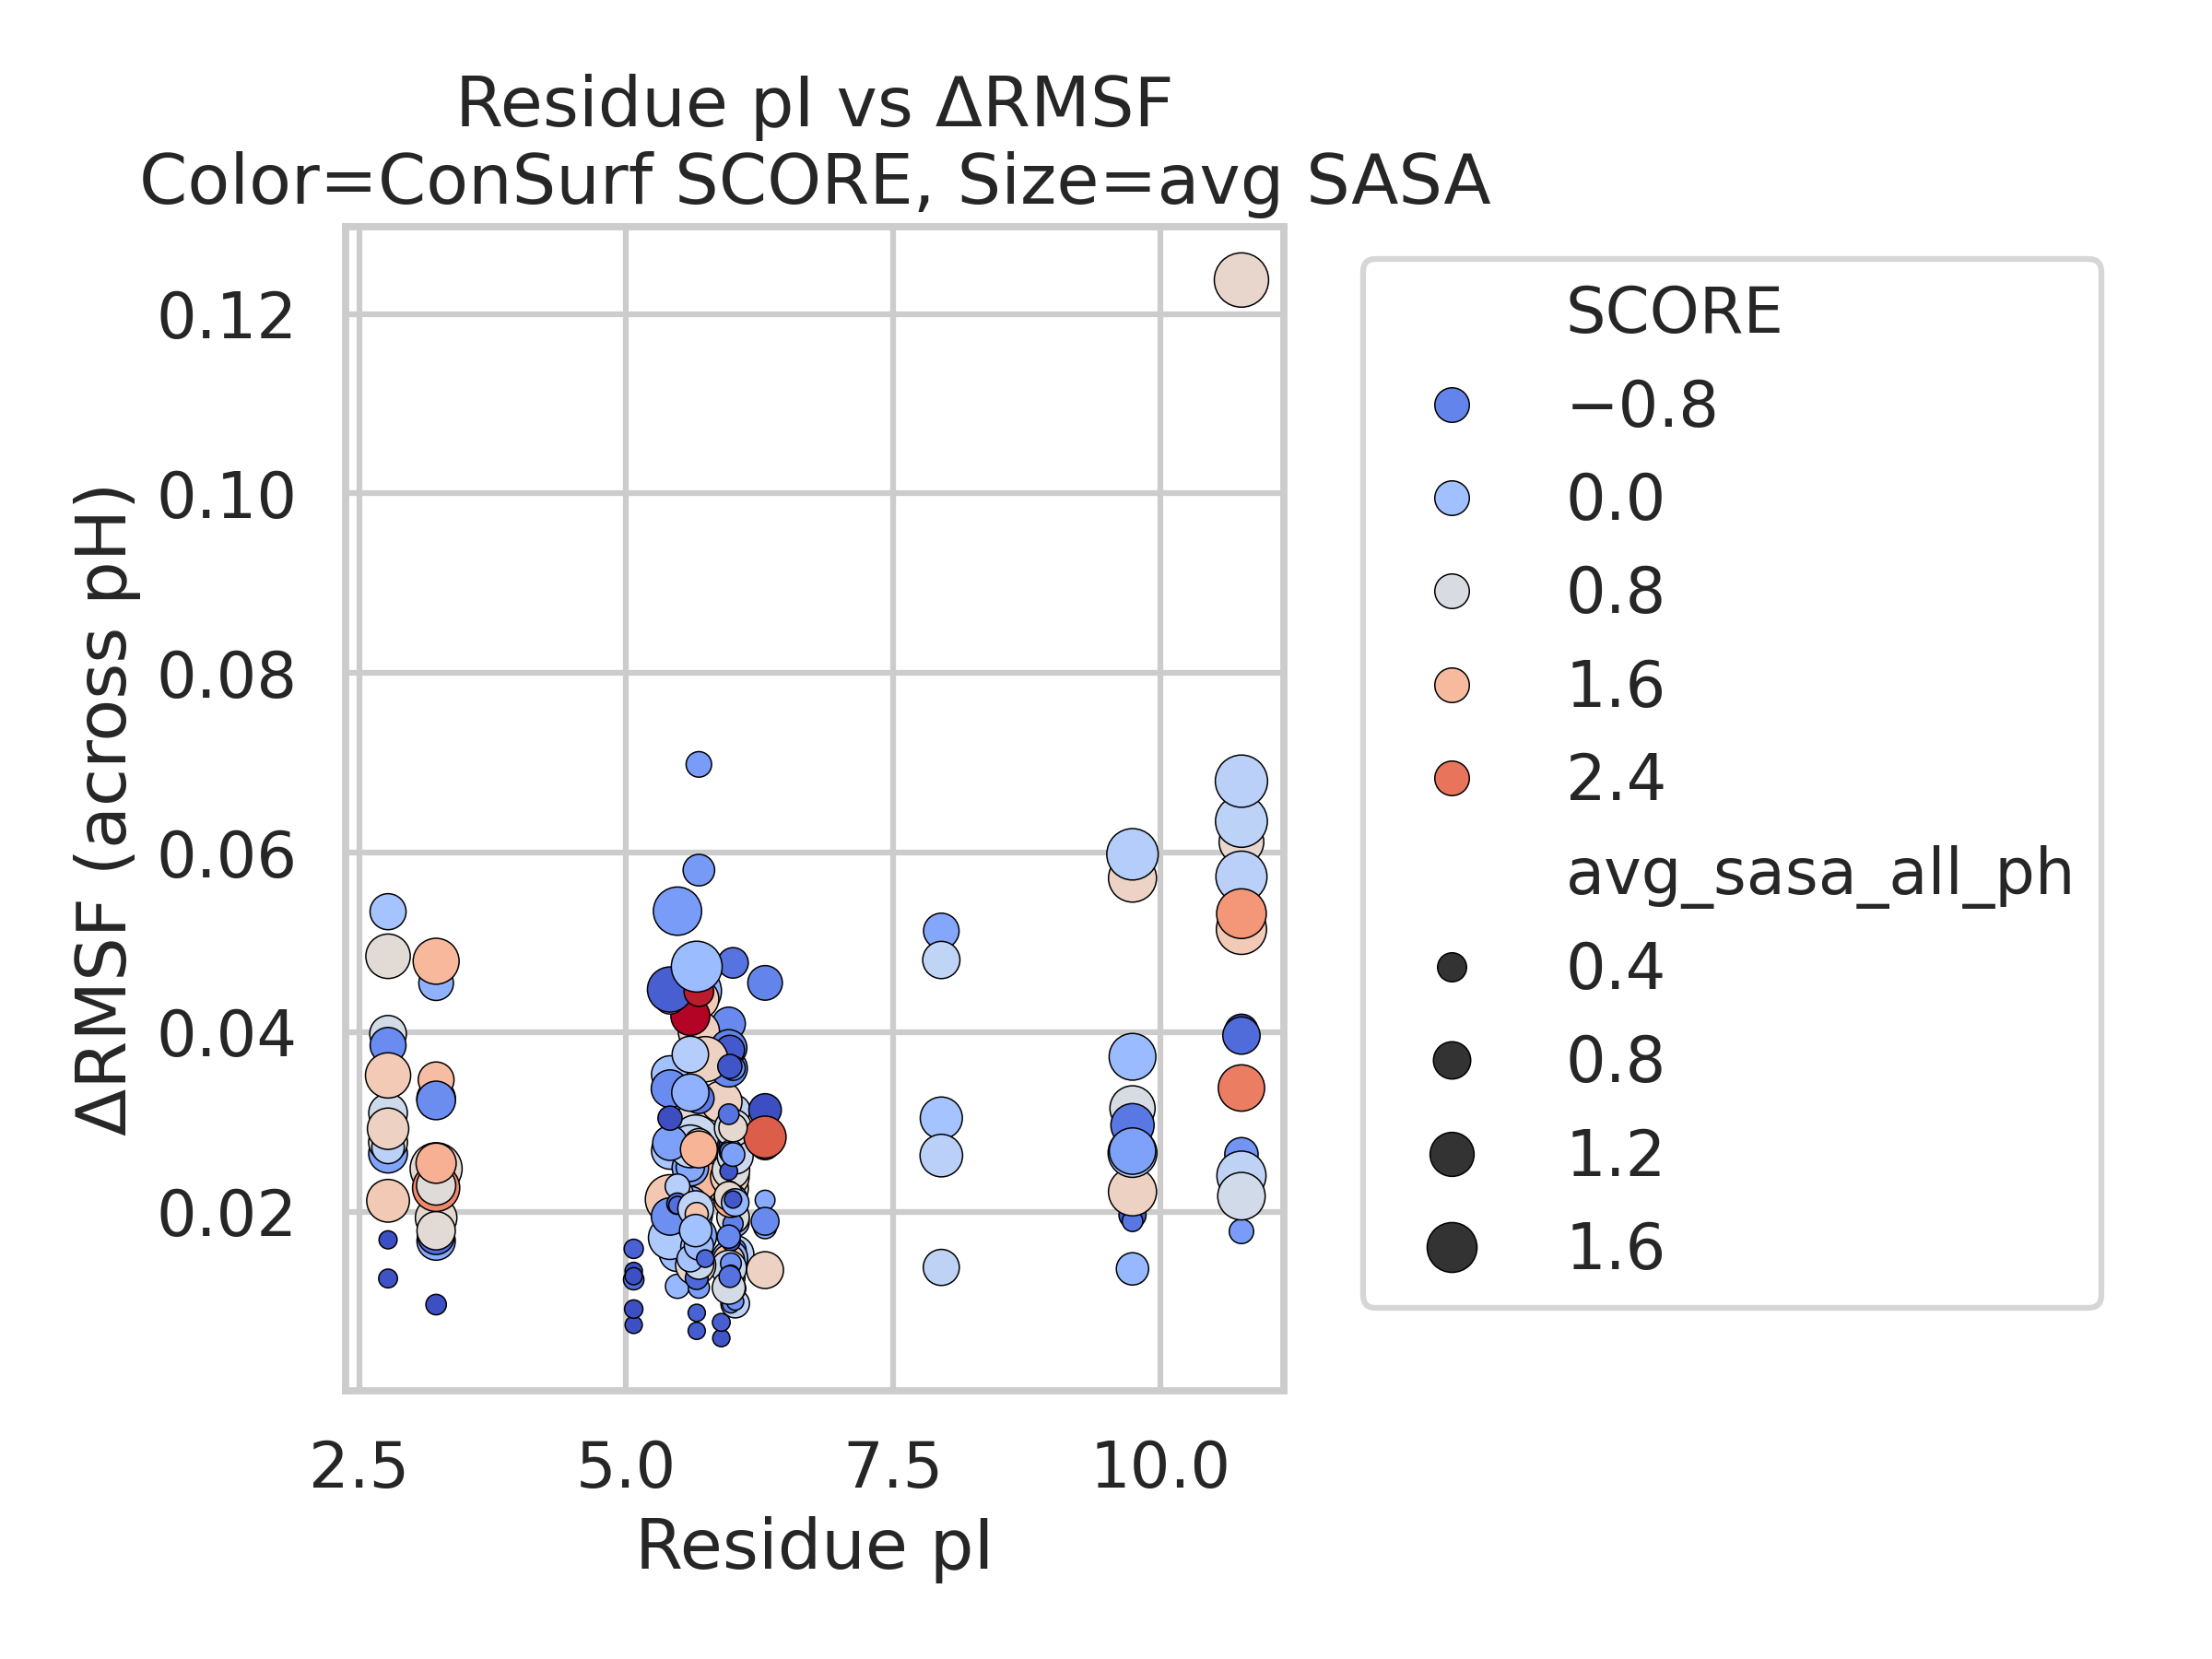 Residue pI vs ΔRMSF
Color=ConSurf SCORE, Size=avg SASA
ΔRMSF (across pH)
0.12
0.10
0.08
0.06
0.04
0.02
2.5 5.0 7.5 10.0
Residue pI
SCORE
−0.8
0.0
0.8
1.6
2.4
avg_sasa_all_ph
0.4
0.8
1.2
1.6